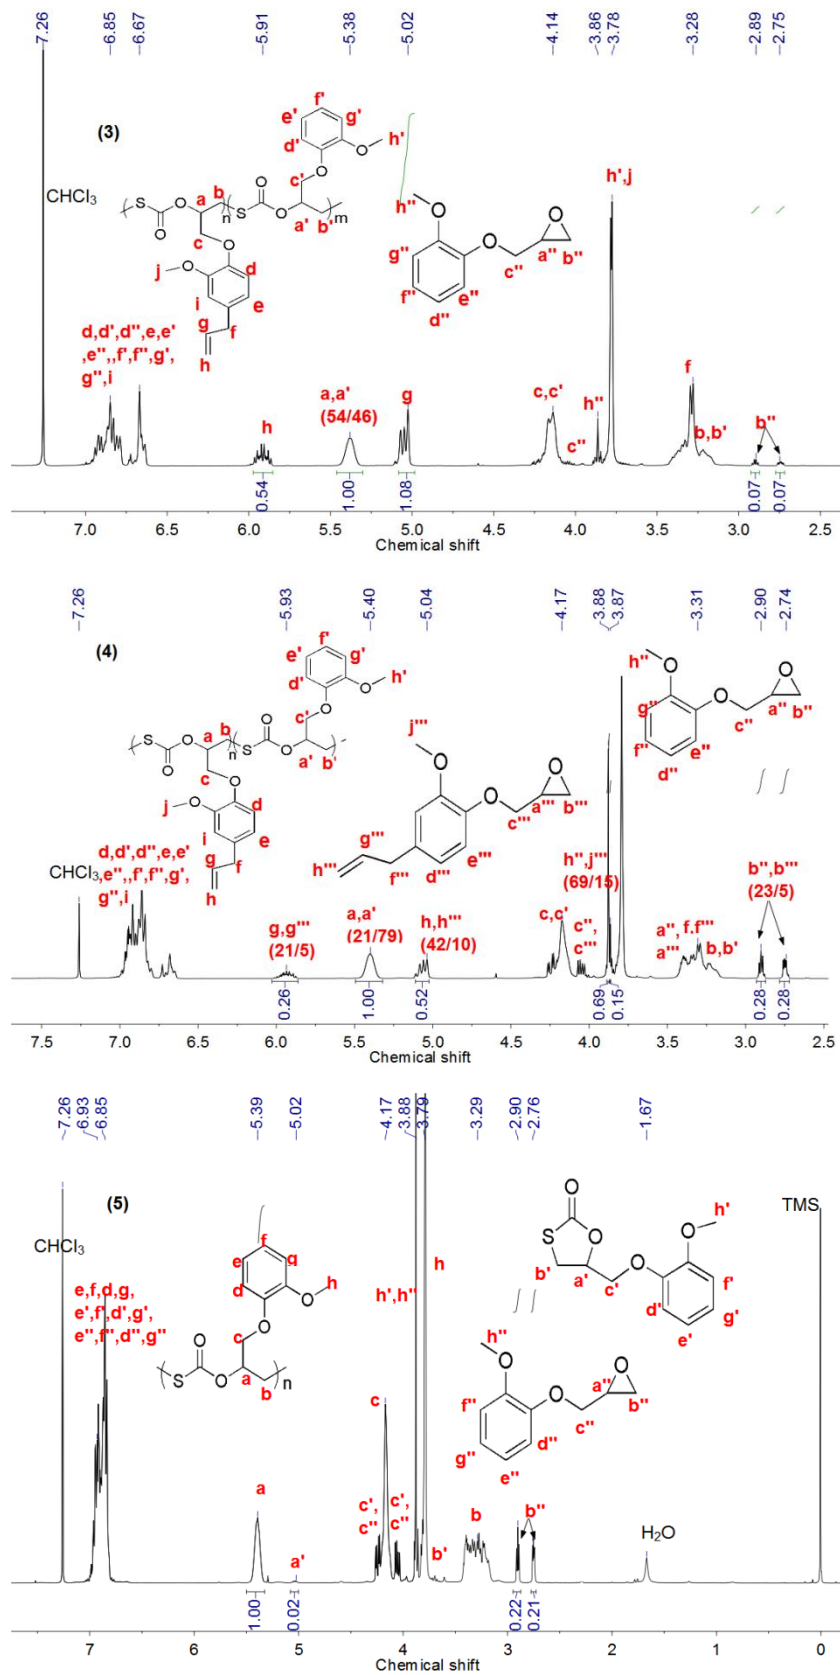 7.26
6.85
6.67
5.91
5.38
5.02
4.14
3.86
3.78
3.28
2.89
2.75
(3)
CHCl3
f'
e'
g'
d'
h'
O
O
c'
S
O
O
a
b
n
S
O
O
a'
b'
m
c
O
j
O
d
i
e
g
f
h
h''
O
g''
O
O
a''
b''
c''
f''
e''
d''
h',j
d,d',d'',e,e'
,e'',,f',f'',g',
g'',i
h
a,a'
(54/46)
g
c,c'
c''
h''
f
b,b'
b''
0.54
1.00
1.08
0.07
0.07
7.0
6.5
6.0
5.5
5.0
4.5
4.0
3.5
3.0
2.5
Chemical shift
7.26
5.93
5.40
5.04
4.17
3.88
3.87
3.31
2.90
2.74
(4)
f'
e'
g'
d'
h'
O
O
c'
S
O
O
a
b
n
S
O
O
a'
b'
c
O
j
O
d
i
e
g
f
h
j'''
O
O
O
a'''
b'''
c'''
g'''
h'''
f'''
d'''
e'''
h''
O
O
O
g''
a''
b''
c''
f''
e''
d''
CHCl3
d,d',d'',e,e'
,e'',,f',f'',g',
g'',i
g,g'''
(21/5)
a,a'
(21/79)
h,h'''
(42/10)
c,c'
c'',
c'''
h'',j'''
(69/15)
a'',
a'''
f,f'''
b,b'
b'',b'''
(23/5)
0.26
1.00
0.52
0.69
0.15
0.28
0.28
7.5
7.0
6.5
6.0
5.5
5.0
4.5
4.0
3.5
3.0
2.5
Chemical shift
7.26
6.93
6.85
5.39
5.02
4.17
3.88
3.79
3.29
2.90
2.76
1.67
(5)
CHCl3
TMS
f
e
g
d
h
O
O
c
S
O
O
a
b
n
O
S
O
b'
a'
c'
O
O
h'
f'
d'
g'
e'
h''
O
O
O
a''
b''
c''
f''
g''
d''
e''
e,f,d,g,
e',f',d',g',
e'',f'',d'',g''
a
a'
c',
c''
c
c',
c''
h',h''
h
b'
b
b''
H2O
1.00
0.02
0.22
0.21
7
6
5
4
3
2
1
0
Chemical shift